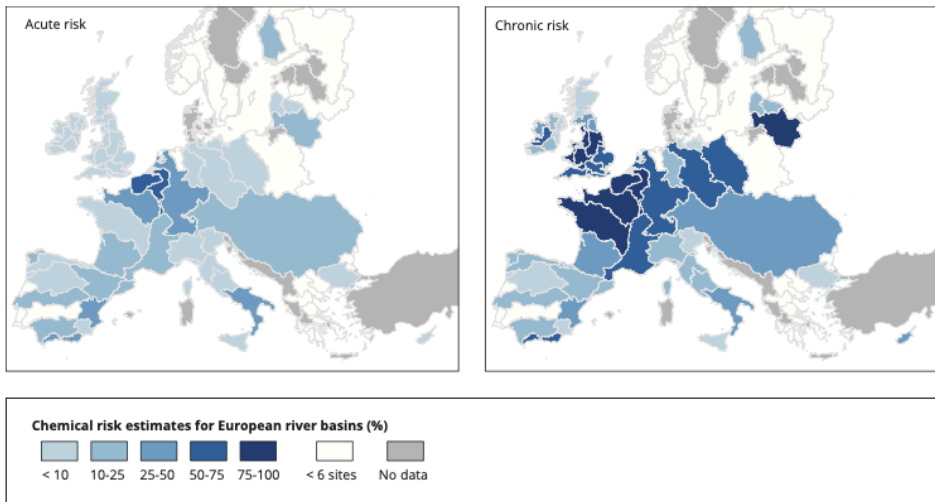 Acute risk
Chronic risk
Chemical risk estimates for European river basins (%)
< 10
10-25
25-50
50-75
75-100
< 6 sites
No data